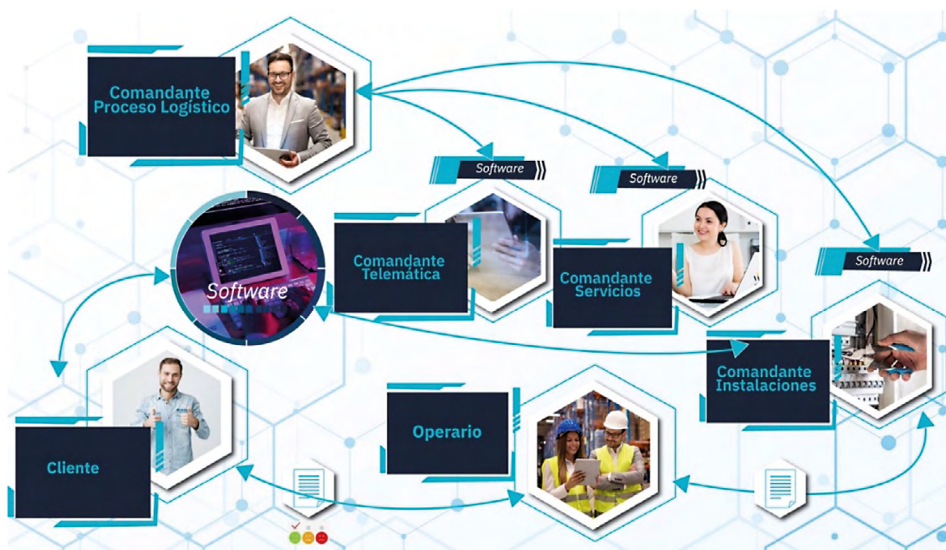 Comandante
Proceso Logístico
Software
Software
Software
Software
Comandante
Telemática
Comandante
Servicios
Comandante
Instalaciones
Operario
Cliente